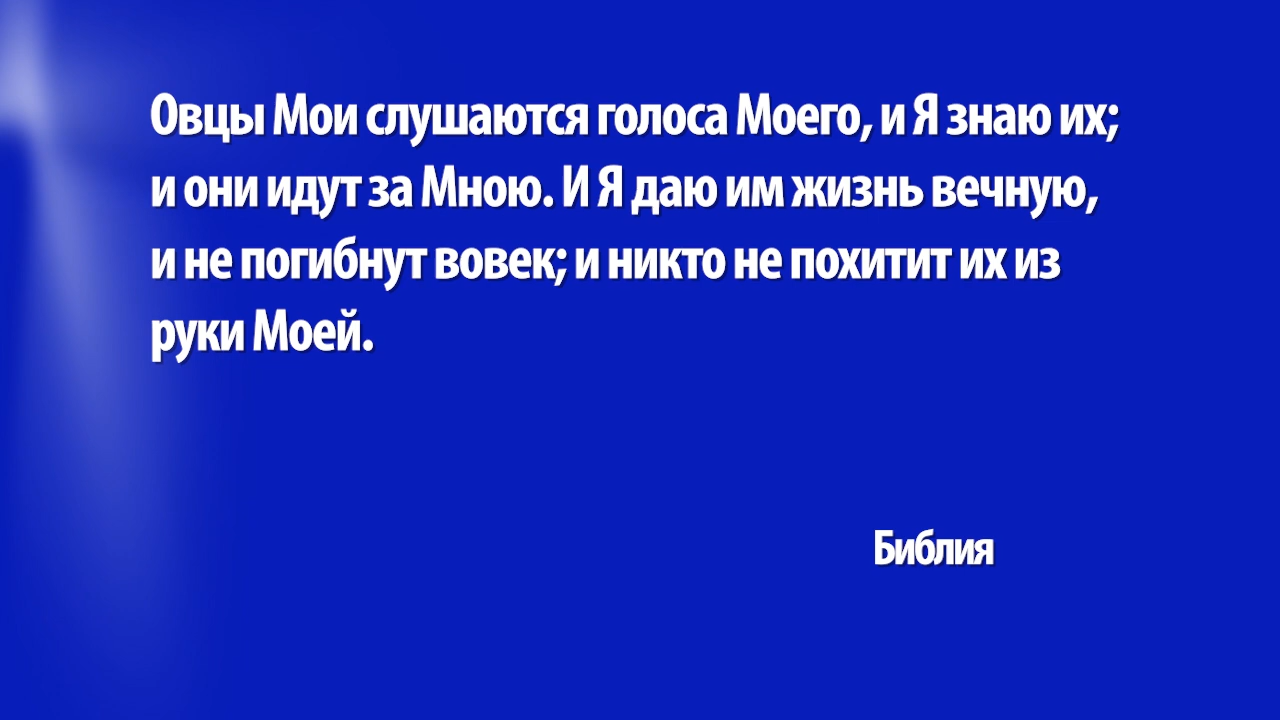 Овцы Мои слушаются голоса Моего, и Я знаю их;
и они идут за Мною. И Я даю им жизнь вечную,
и не погибнут вовек; и никто не похитит их из
руки Моей.
Библия